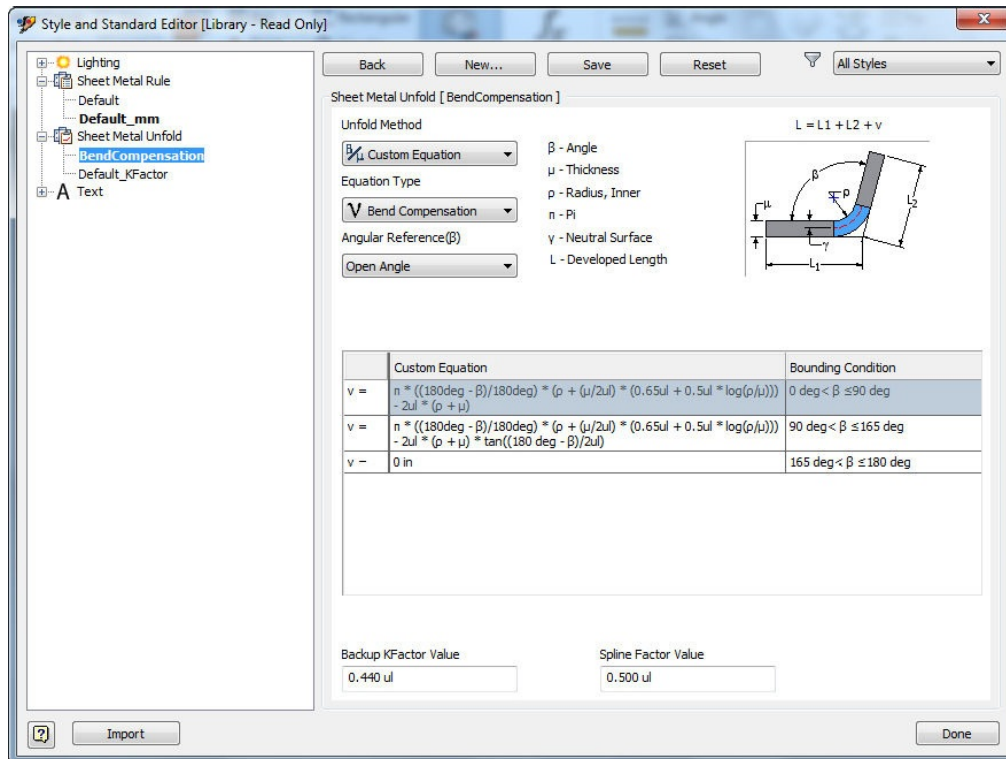 Style and Standard Editor [Library - Read Only]
Lighting
Sheet Metal Rule
Default
Default_mm
Sheet Metal Unfold
BendCompensation
Default_KFactor
A Text
Back
New...
Save
Reset
All Styles
Sheet Metal Unfold [ BendCompensation ]
Unfold Method
β/μ Custom Equation
Equation Type
V Bend Compensation
Angular Reference(β)
Open Angle
β - Angle
μ - Thickness
ρ - Radius, Inner
π - Pi
γ - Neutral Surface
L - Developed Length
L = L1 + L2 + v
β
ρ
L2
μ
γ
L1
Custom Equation
Bounding Condition
v =
π * ((180deg - β)/180deg) * (ρ + (μ/2ul) * (0.65ul + 0.5ul * log(ρ/μ)))
- 2ul * (ρ + μ)
0 deg< β ≤90 deg
v =
π * ((180deg - β)/180deg) * (ρ + (μ/2ul) * (0.65ul + 0.5ul * log(ρ/μ)))
- 2ul * (ρ + μ) * tan((180 deg - β)/2ul)
90 deg< β ≤165 deg
v =
0 in
165 deg< β ≤180 deg
Backup KFactor Value
0.440 ul
Spline Factor Value
0.500 ul
?
Import
Done